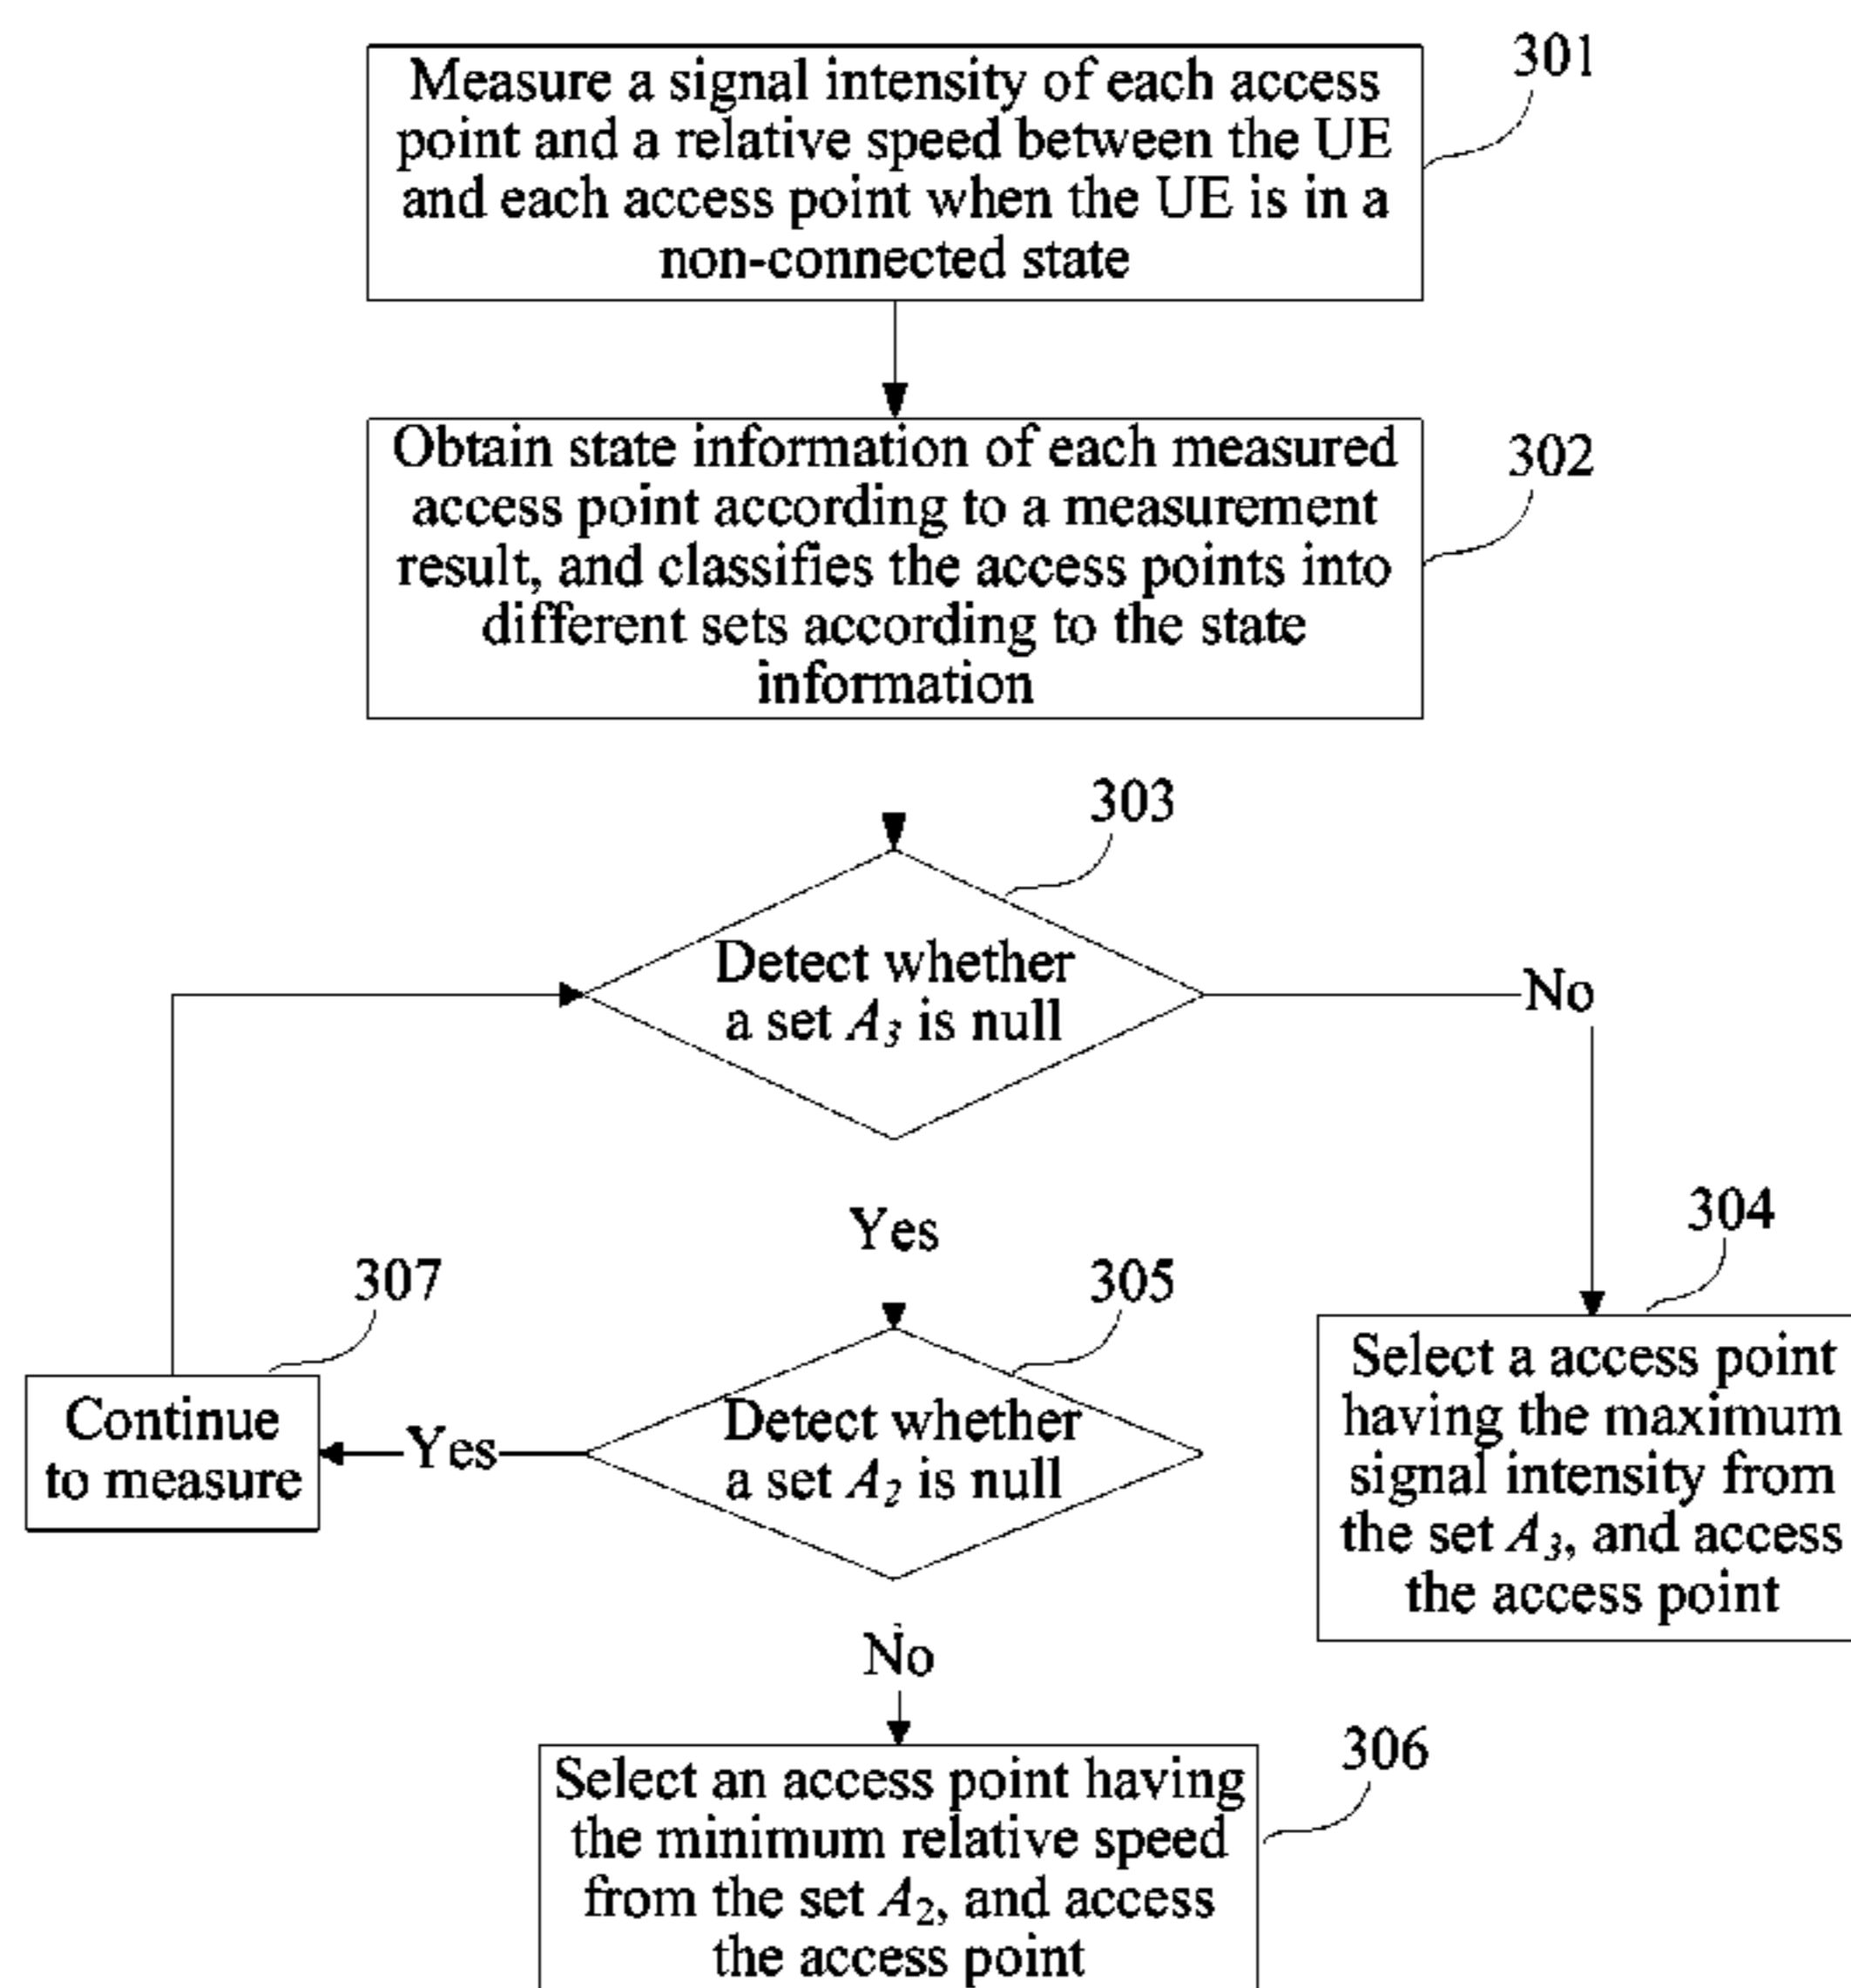 301
Measure a signal intensity of each access
point and a relative speed between the UE
and each access point when the UE is in a
non-connected state
302
Obtain state information of each measured
access point according to a measurement
result, and classifies the access points into
different sets according to the state
information
303
Detect whether
a set A₃ is null
No
Yes
304
Select a access point
having the maximum
signal intensity from
the set A₃, and access
the access point
305
Detect whether
a set A₂ is null
Yes
307
Continue
to measure
No
306
Select an access point having
the minimum relative speed
from the set A₂, and access
the access point